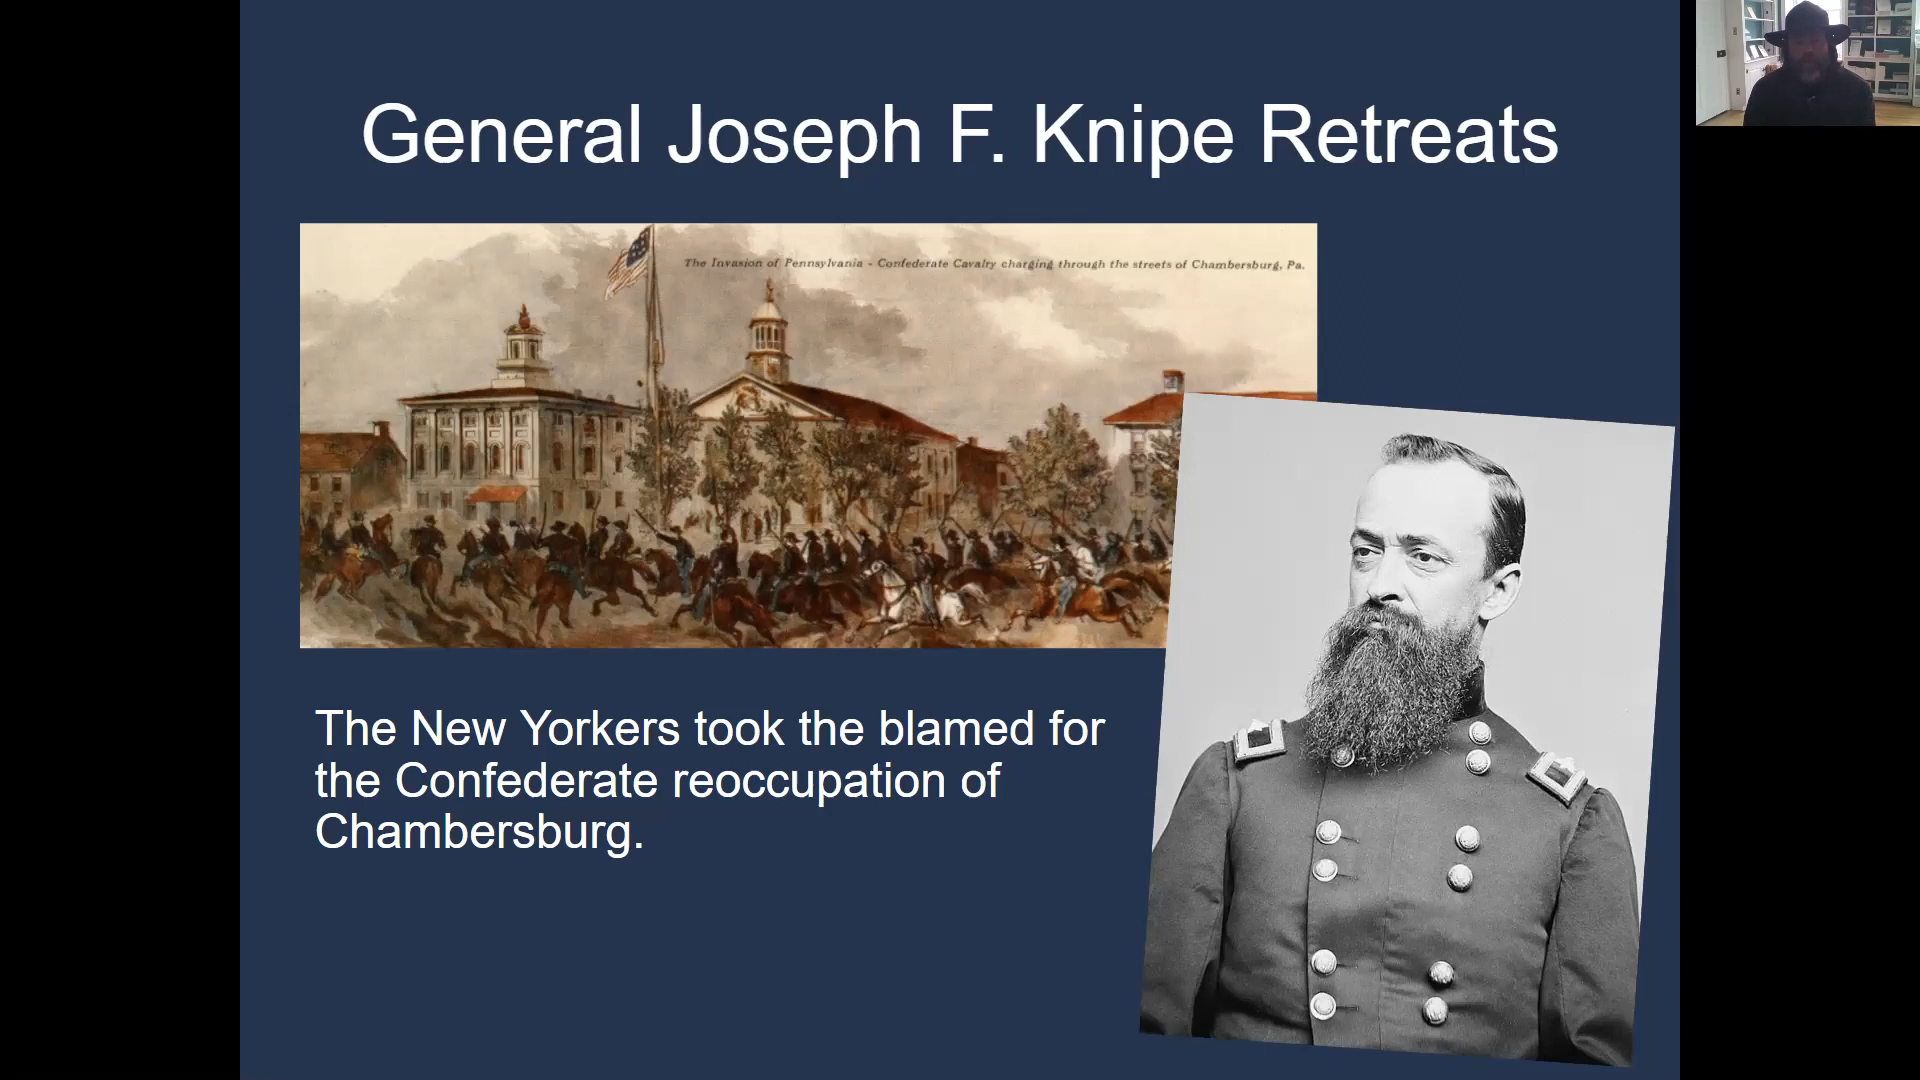 General Joseph F. Knipe Retreats
The Invasion of Pennsylvania - Confederate Cavalry charging through the streets of Chambersburg, Pa.
The New Yorkers took the blamed for
the Confederate reoccupation of
Chambersburg.